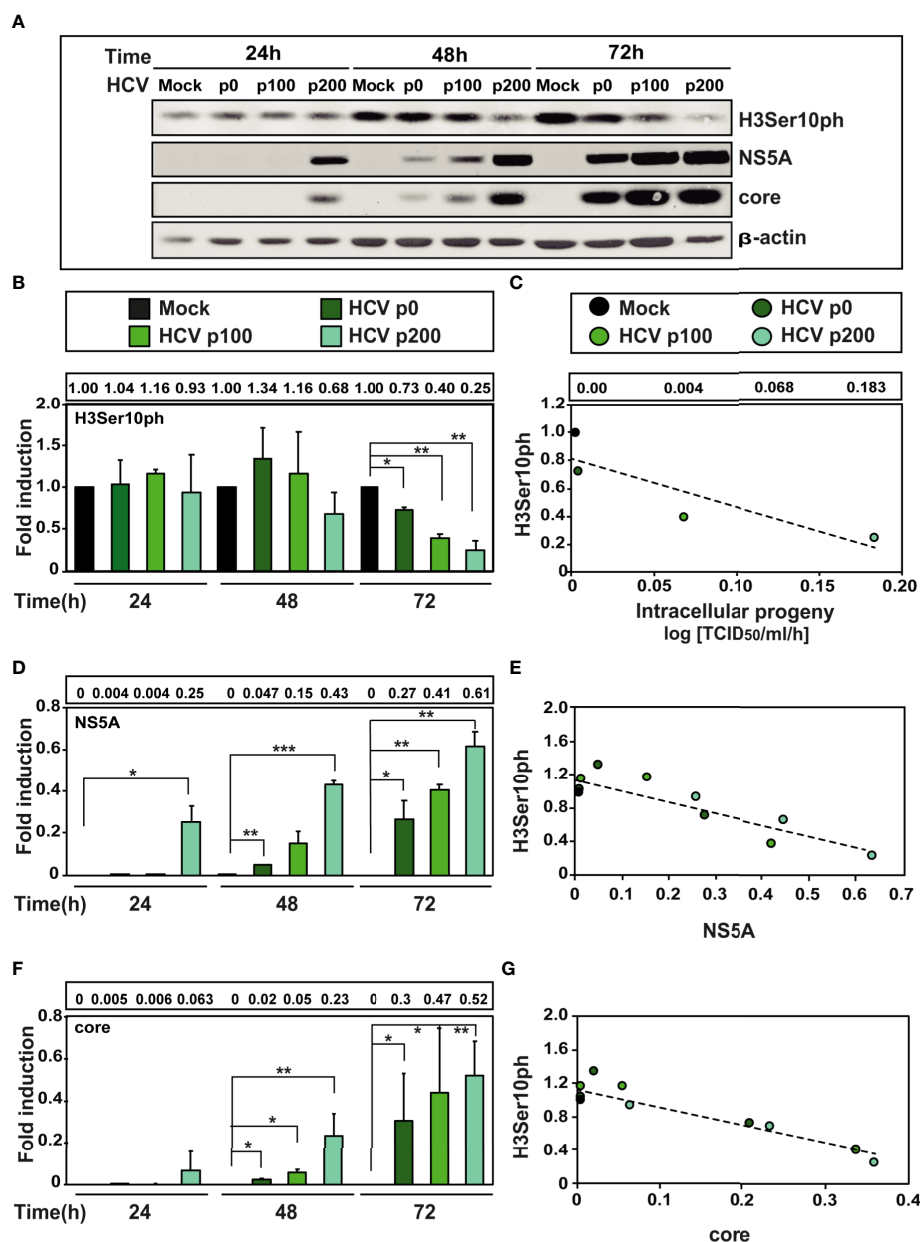 A
Time 24h 48h 72h
HCV Mock p0 p100 p200 Mock p0 p100 p200 Mock p0 p100 p200
H3Ser10ph
NS5A
core
β-actin
B
Mock HCV p0
HCV p100 HCV p200
1.00 1.04 1.16 0.93 1.00 1.34 1.16 0.68 1.00 0.73 0.40 0.25
H3Ser10ph
Fold induction
2.0
1.5
1.0
0.5
0
**
**
*
Time(h) 24 48 72
C
Mock HCV p0
HCV p100 HCV p200
0.00 0.004 0.068 0.183
H3Ser10ph
1.2
1.0
0.8
0.6
0.4
0.2
0 0.05 0.10 0.15 0.20
Intracellular progeny
log [TCID50/ml/h]
D
0 0.004 0.004 0.25 0 0.047 0.15 0.43 0 0.27 0.41 0.61
NS5A
Fold induction
0.8
0.6
0.4
0.2
0
*
***
**
**
**
*
Time(h) 24 48 72
E
H3Ser10ph
2.0
1.6
1.2
0.8
0.4
0
0 0.1 0.2 0.3 0.4 0.5 0.6 0.7
NS5A
F
0 0.005 0.006 0.063 0 0.02 0.05 0.23 0 0.3 0.47 0.52
core
Fold induction
0.8
0.6
0.4
0.2
0
**
*
*
* **
*
Time(h) 24 48 72
G
H3Ser10ph
2.0
1.6
1.2
0.8
0.4
0
0 0.1 0.2 0.3 0.4
core